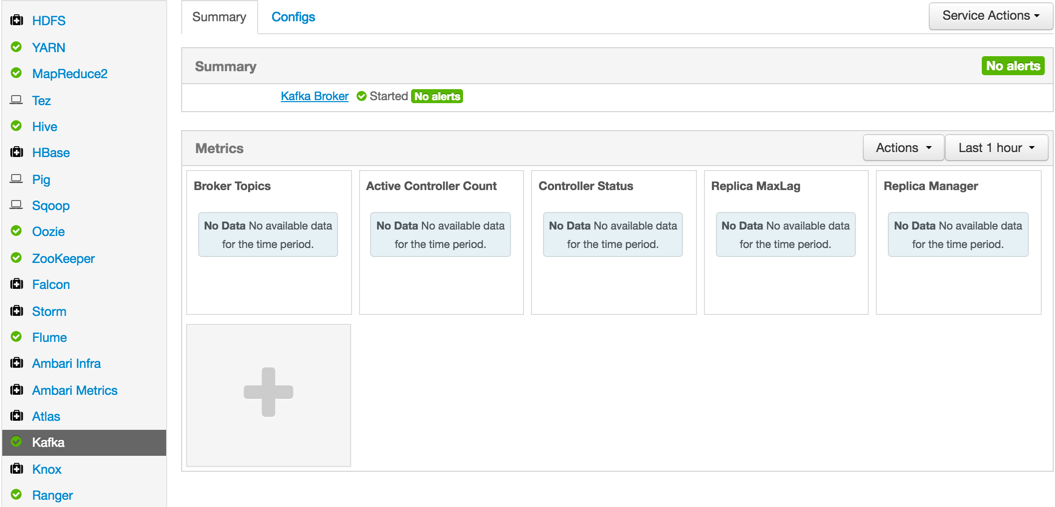 HDFS
YARN
MapReduce2
Tez
Hive
HBase
Pig
Sqoop
Oozie
ZooKeeper
Falcon
Storm
Flume
Ambari Infra
Ambari Metrics
Atlas
Kafka
Knox
Ranger
Summary Configs Service Actions
Summary No alerts
Kafka Broker Started No alerts
Metrics Actions Last 1 hour
Broker Topics
No Data No available data
for the time period.
Active Controller Count
No Data No available data
for the time period.
Controller Status
No Data No available data
for the time period.
Replica MaxLag
No Data No available data
for the time period.
Replica Manager
No Data No available data
for the time period.